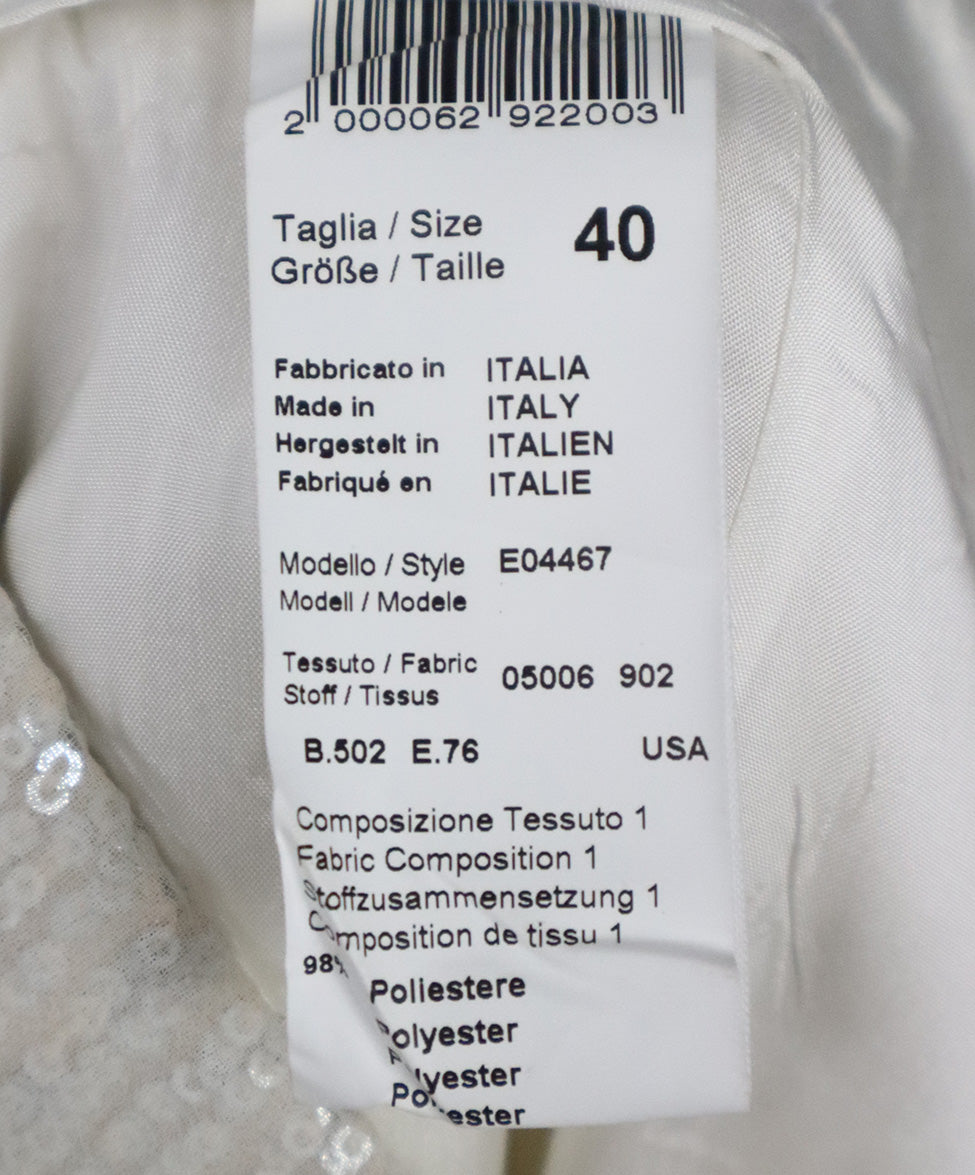 2 000062 922003
Taglia / Size 40
Größe / Taille
Fabbricato in ITALIA
Made in ITALY
Hergestelt in ITALIEN
Fabriqué en ITALIE
Modello / Style E04467
Modell / Modele
Tessuto / Fabric 05006 902
Stoff / Tissus
B.502 E.76 USA
Composizione Tessuto 1
Fabric Composition 1
Stoffzusammensetzung 1
Composition de tissu 1
98%
Poliestere
Polyester
Polyester
Polyester